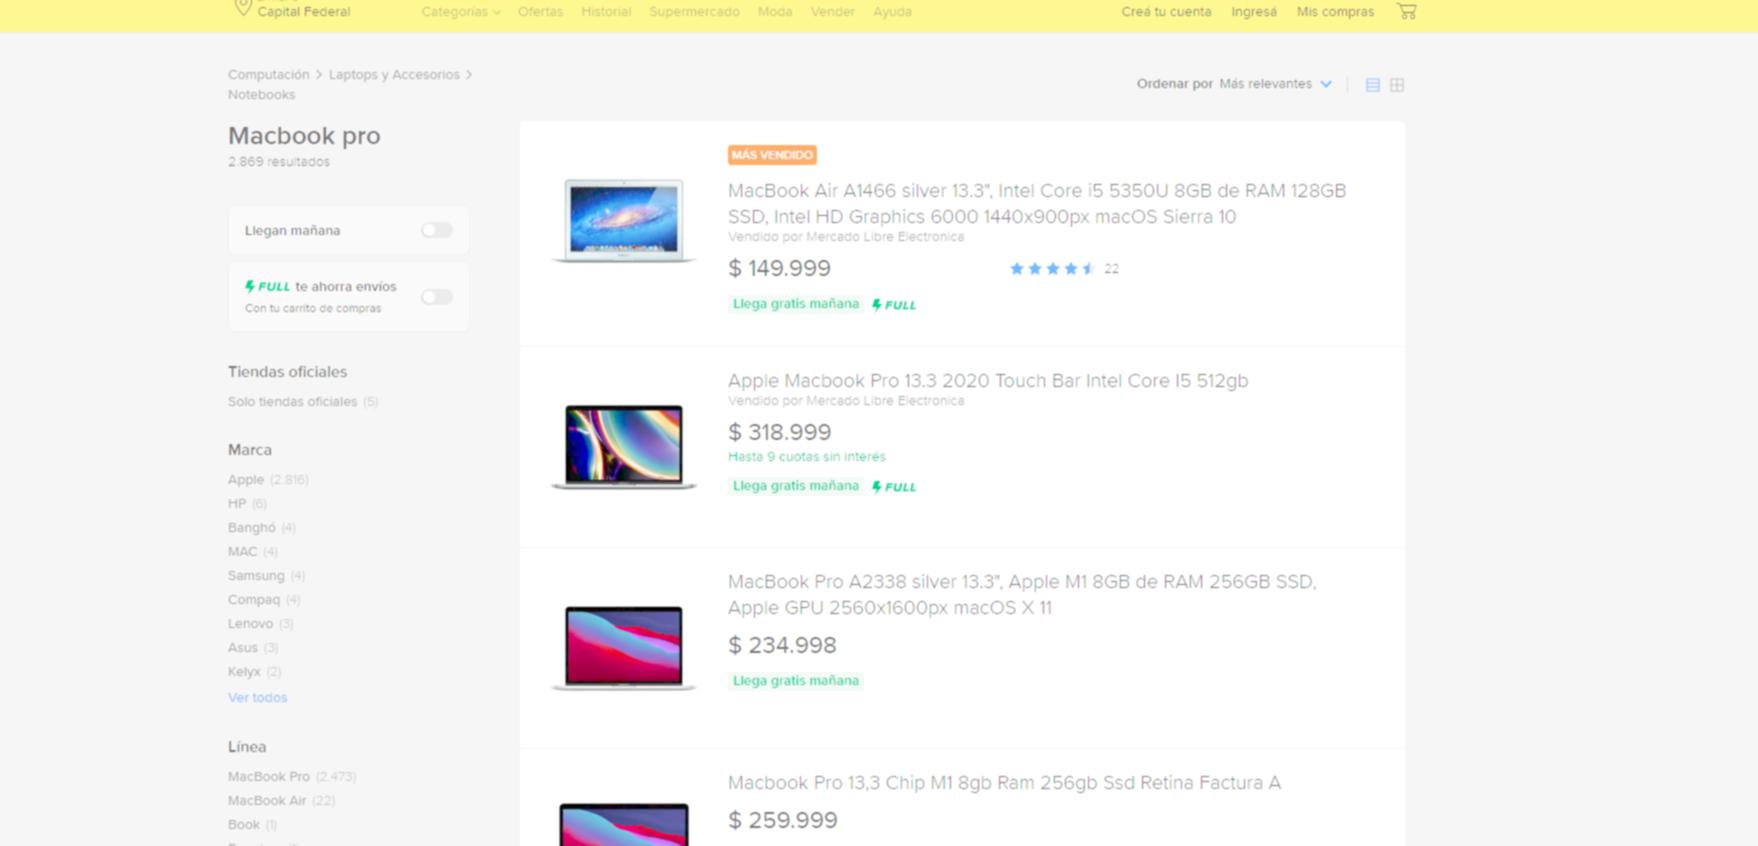 Capital Federal
Categorías Ofertas Historial Supermercado Moda Vender Ayuda
Creá tu cuenta Ingresá Mis compras
Computación > Laptops y Accesorios >
Notebooks
Ordenar por Más relevantes
Macbook pro
2.869 resultados
Llegan mañana
FULL te ahorra envíos
Con tu carrito de compras
Tiendas oficiales
Solo tiendas oficiales (5)
Marca
Apple (2.816)
HP (6)
Banghó (4)
MAC (4)
Samsung (4)
Compaq (4)
Lenovo (3)
Asus (3)
Kelyx (2)
Ver todos
Línea
MacBook Pro (2.473)
MacBook Air (22)
Book (1)
MÁS VENDIDO
MacBook Air A1466 silver 13.3", Intel Core i5 5350U 8GB de RAM 128GB
SSD, Intel HD Graphics 6000 1440x900px macOS Sierra 10
Vendido por Mercado Libre Electronica
$ 149.999
22
Llega gratis mañana FULL
Apple Macbook Pro 13.3 2020 Touch Bar Intel Core I5 512gb
Vendido por Mercado Libre Electronica
$ 318.999
Hasta 9 cuotas sin interés
Llega gratis mañana FULL
MacBook Pro A2338 silver 13.3", Apple M1 8GB de RAM 256GB SSD,
Apple GPU 2560x1600px macOS X 11
$ 234.998
Llega gratis mañana
Macbook Pro 13,3 Chip M1 8gb Ram 256gb Ssd Retina Factura A
$ 259.999